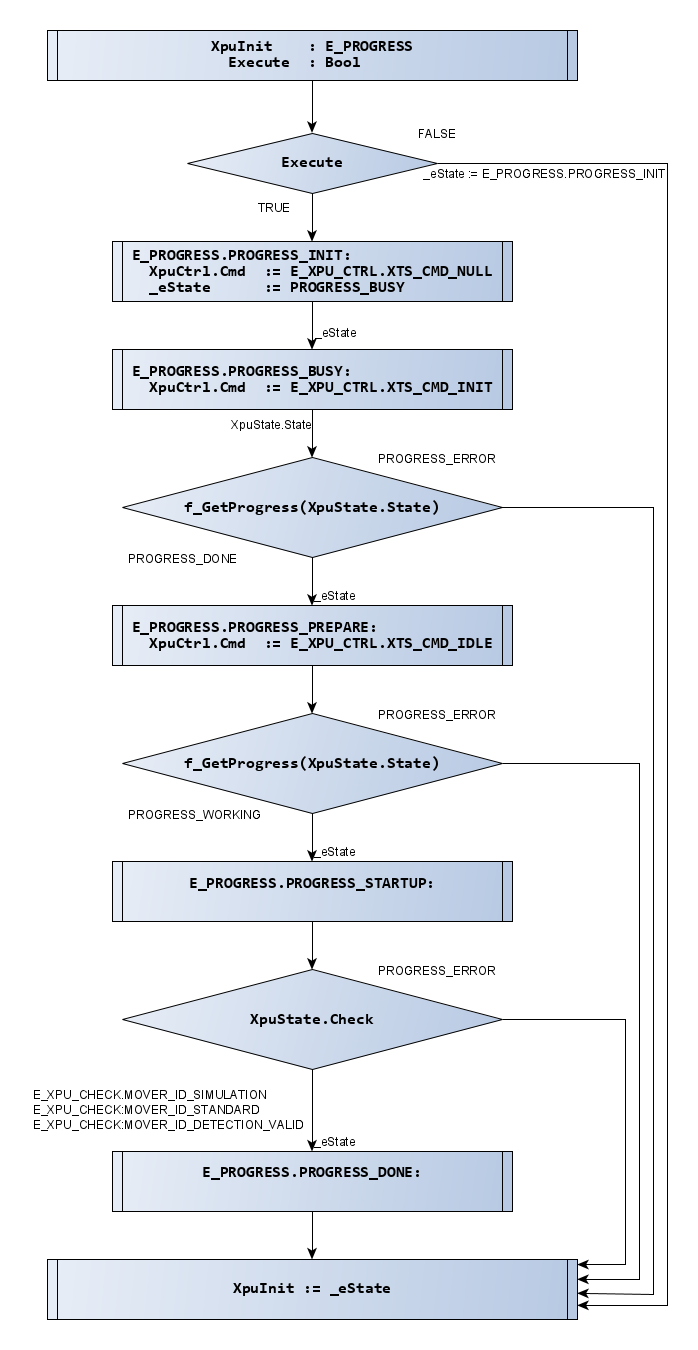 XpuInit : E_PROGRESS
Execute : Bool
FALSE
Execute
_eState := E_PROGRESS.PROGRESS_INIT
TRUE
E_PROGRESS.PROGRESS_INIT:
XpuCtrl.Cmd := E_XPU_CTRL.XTS_CMD_NULL
_eState := PROGRESS_BUSY
_eState
E_PROGRESS.PROGRESS_BUSY:
XpuCtrl.Cmd := E_XPU_CTRL.XTS_CMD_INIT
XpuState.State
PROGRESS_ERROR
f_GetProgress(XpuState.State)
PROGRESS_DONE
_eState
E_PROGRESS.PROGRESS_PREPARE:
XpuCtrl.Cmd := E_XPU_CTRL.XTS_CMD_IDLE
PROGRESS_ERROR
f_GetProgress(XpuState.State)
PROGRESS_WORKING
_eState
E_PROGRESS.PROGRESS_STARTUP:
PROGRESS_ERROR
XpuState.Check
E_XPU_CHECK.MOVER_ID_SIMULATION
E_XPU_CHECK:MOVER_ID_STANDARD
E_XPU_CHECK:MOVER_ID_DETECTION_VALID
_eState
E_PROGRESS.PROGRESS_DONE:
XpuInit := _eState